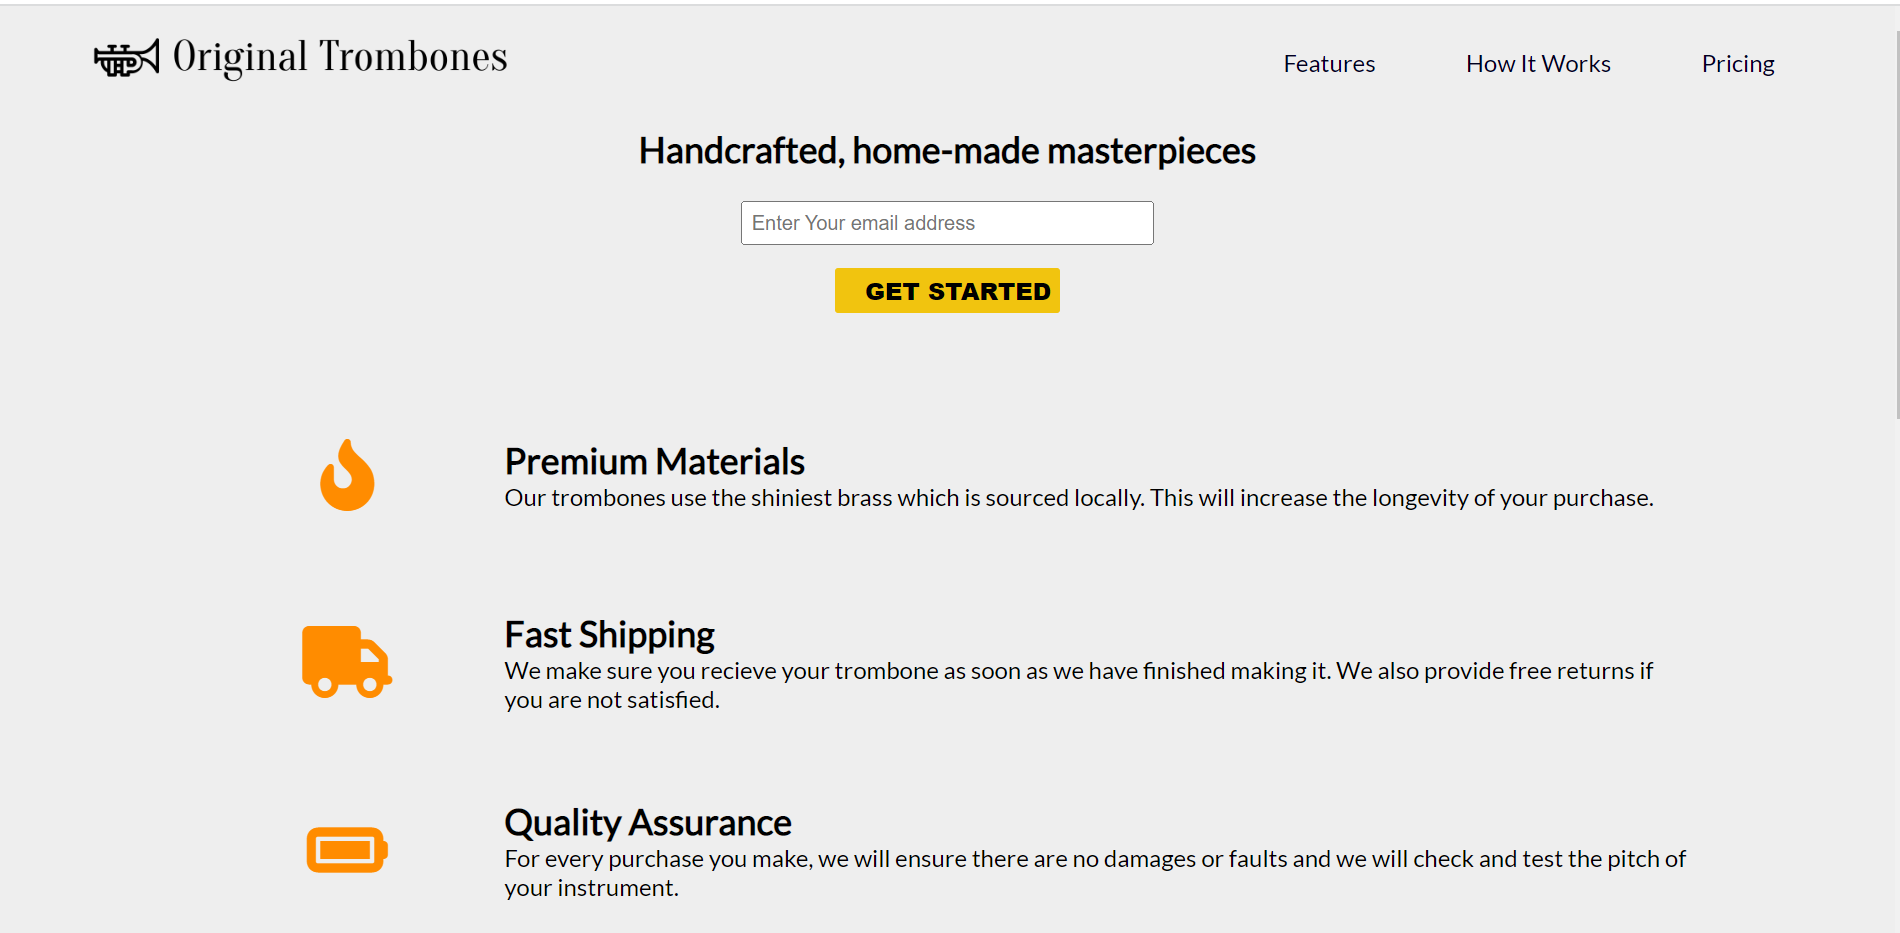 Original Trombones
Features
How It Works
Pricing
Handcrafted, home-made masterpieces
Enter Your email address
GET STARTED
Premium Materials
Our trombones use the shiniest brass which is sourced locally. This will increase the longevity of your purchase.
Fast Shipping
We make sure you recieve your trombone as soon as we have finished making it. We also provide free returns if
you are not satisfied.
Quality Assurance
For every purchase you make, we will ensure there are no damages or faults and we will check and test the pitch of
your instrument.